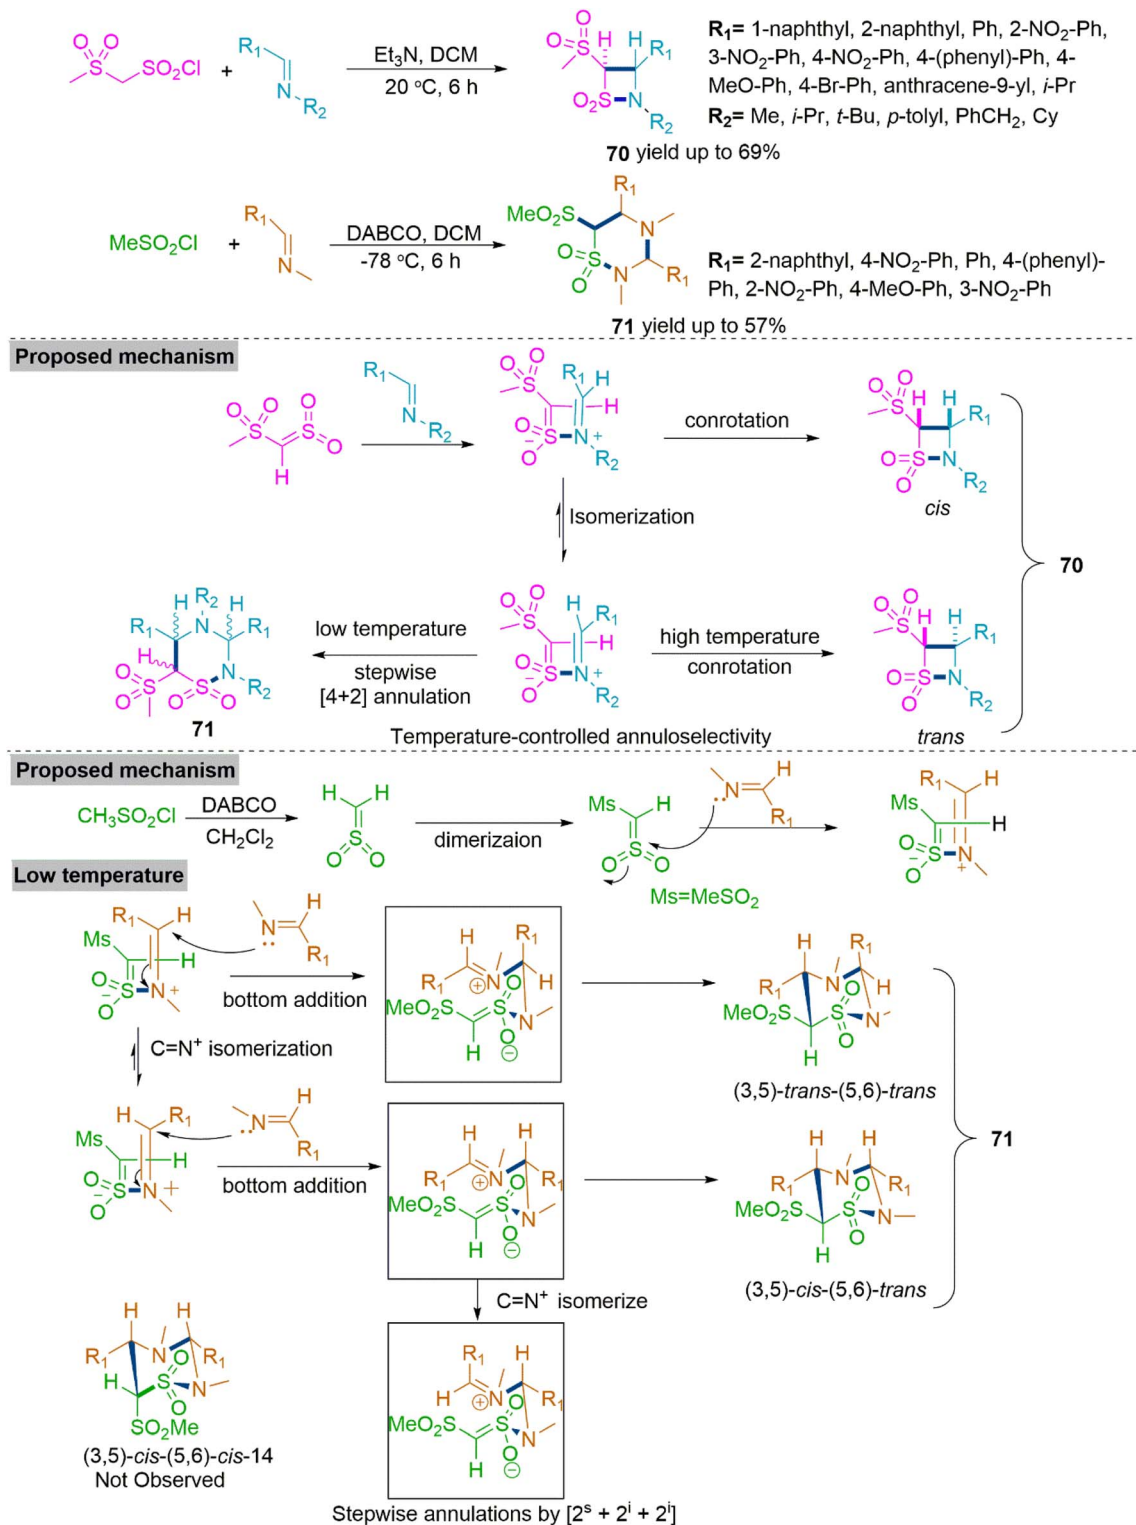 R₁= 1-naphthyl, 2-naphthyl, Ph, 2-NO₂-Ph,
3-NO₂-Ph, 4-NO₂-Ph, 4-(phenyl)-Ph, 4-
MeO-Ph, 4-Br-Ph, anthracene-9-yl, i-Pr
R₂= Me, i-Pr, t-Bu, p-tolyl, PhCH₂, Cy
SO₂Cl
+
R₁
N
R₂
Et₃N, DCM
20 °C, 6 h
70 yield up to 69%
MeSO₂Cl
+
R₁
N
DABCO, DCM
-78 °C, 6 h
MeO₂S
R₁
N
O
O
S
N
R₁
R₁= 2-naphthyl, 4-NO₂-Ph, Ph, 4-(phenyl)-
Ph, 2-NO₂-Ph, 4-MeO-Ph, 3-NO₂-Ph
71 yield up to 57%
Proposed mechanism
conrotation
cis
Isomerization
70
low temperature
stepwise
[4+2] annulation
high temperature
conrotation
71
Temperature-controlled annuloselectivity
trans
Proposed mechanism
CH₃SO₂Cl
DABCO
CH₂Cl₂
dimerizaion
Ms=MeSO₂
Low temperature
bottom addition
(3,5)-trans-(5,6)-trans
C=N⁺ isomerization
71
bottom addition
(3,5)-cis-(5,6)-trans
C=N⁺ isomerize
(3,5)-cis-(5,6)-cis-14
Not Observed
Stepwise annulations by [2ˢ + 2ⁱ + 2ⁱ]